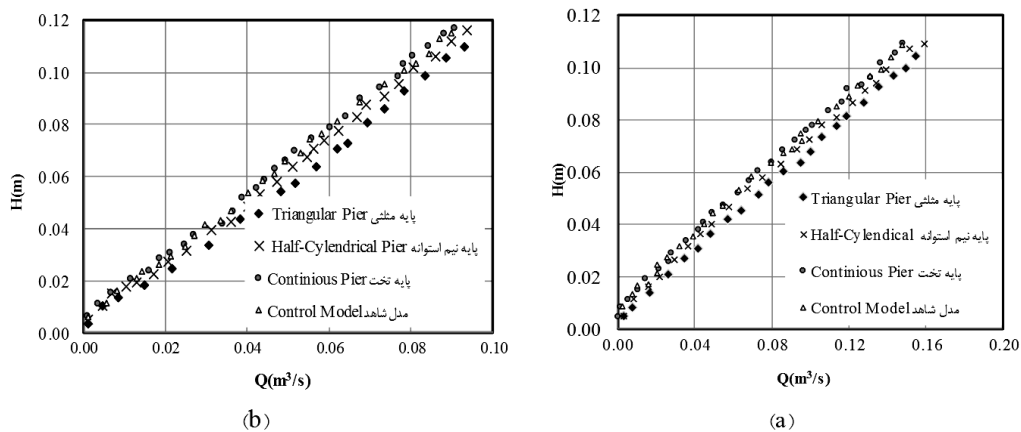 H(m)
0.12
0.10
0.08
0.06
0.04
0.02
0.00
Triangular Pier پایه مثلثی
Half-Cylendrical Pier پایه نیم استوانه
Continious Pier پایه تخت
Control Model مدل شاهد
0.00 0.02 0.04 0.06 0.08 0.10
Q(m³/s)
(b)
H(m)
0.12
0.10
0.08
0.06
0.04
0.02
0.00
Triangular Pier پایه مثلثی
Half-Cylendical پایه نیم استوانه
Continious Pier پایه تخت
Control Model مدل شاهد
0.00 0.04 0.08 0.12 0.16 0.20
Q(m³/s)
(a)